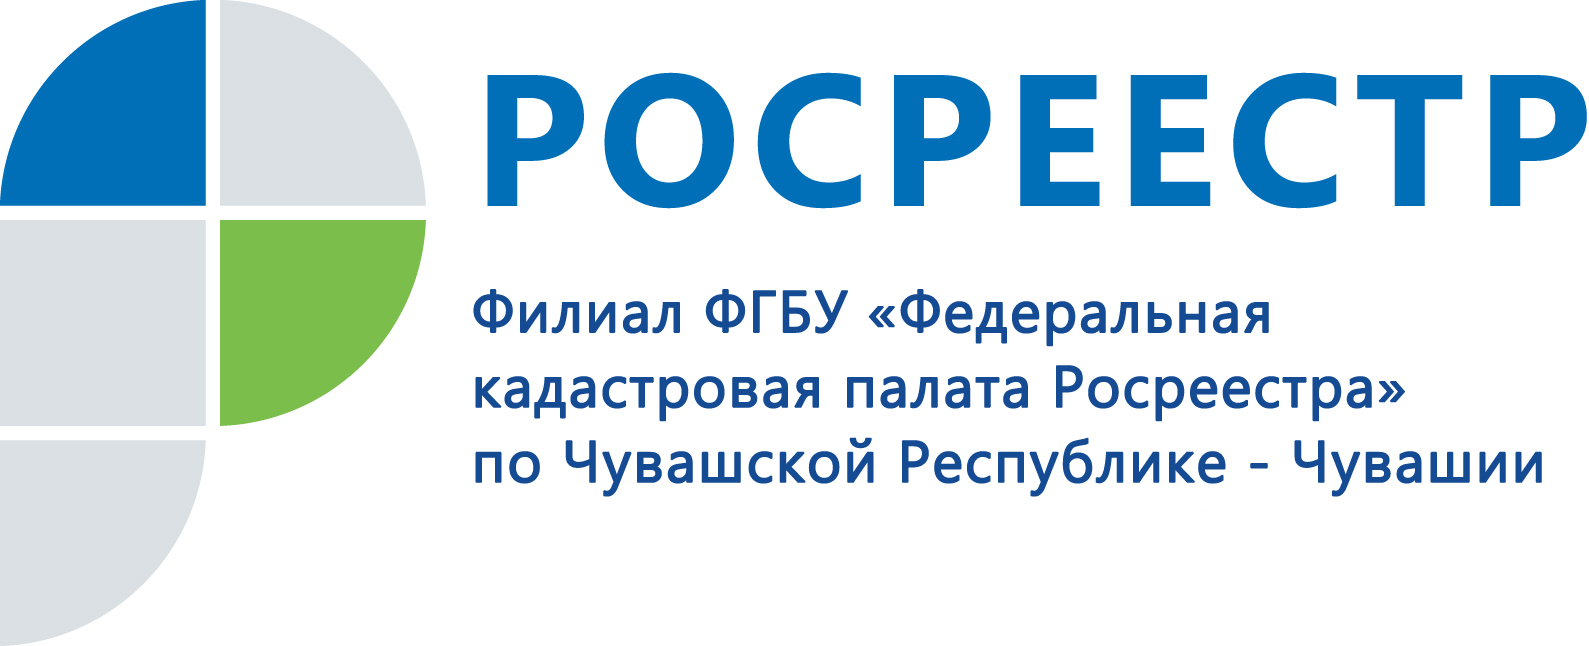 РОСРЕЕСТР
Филиал ФГБУ «Федеральная
кадастровая палата Росреестра»
по Чувашской Республике - Чувашии